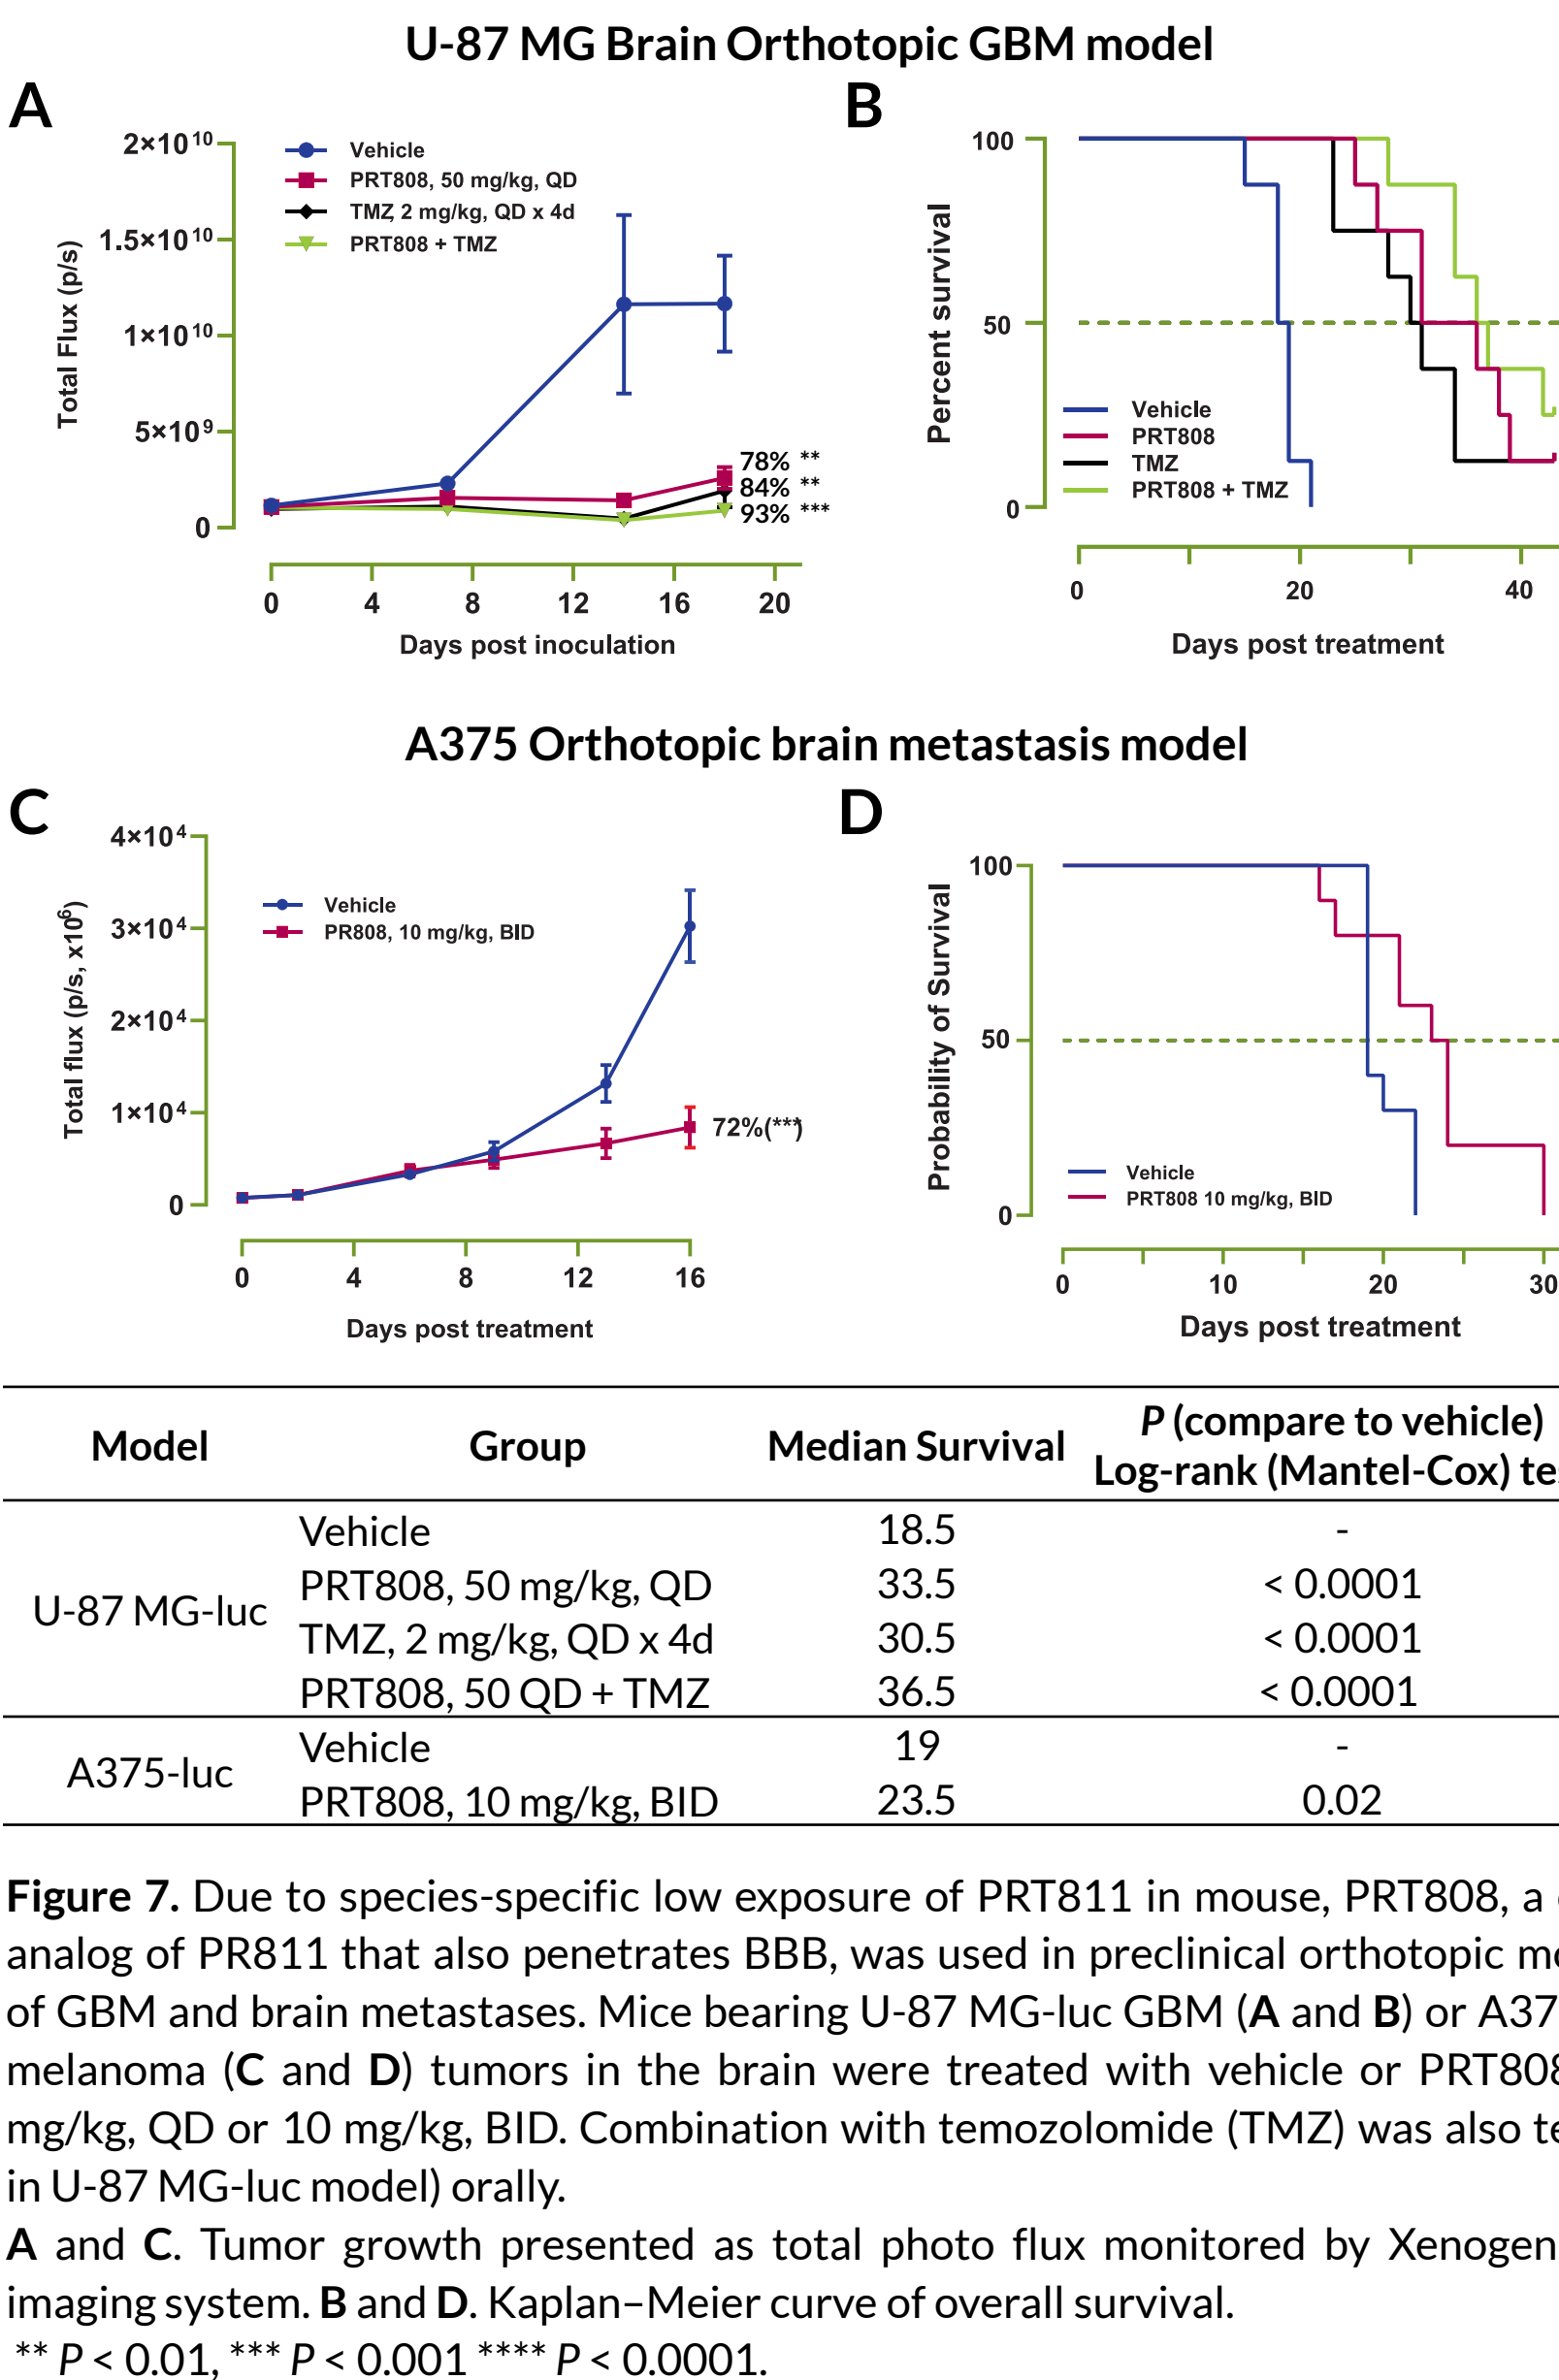 U-87 MG Brain Orthotopic GBM model
A
2×10¹⁰
1.5×10¹⁰
1×10¹⁰
5×10⁹
0
Total Flux (p/s)
Vehicle
PRT808, 50 mg/kg, QD
TMZ, 2 mg/kg, QD x 4d
PRT808 + TMZ
78% **
84% **
93% ***
0 4 8 12 16 20
Days post inoculation
B
100
50
0
Percent survival
Vehicle
PRT808
TMZ
PRT808 + TMZ
0 20 40
Days post treatment
A375 Orthotopic brain metastasis model
C
4×10⁴
3×10⁴
2×10⁴
1×10⁴
0
Total flux (p/s, x10⁶)
Vehicle
PR808, 10 mg/kg, BID
72%(***)
0 4 8 12 16
Days post treatment
D
100
50
0
Probability of Survival
Vehicle
PRT808 10 mg/kg, BID
0 10 20 30
Days post treatment
Model Group Median Survival P (compare to vehicle)
Log-rank (Mantel-Cox)
U-87 MG-luc
Vehicle 18.5 -
PRT808, 50 mg/kg, QD 33.5 < 0.0001
TMZ, 2 mg/kg, QD x 4d 30.5 < 0.0001
PRT808, 50 QD + TMZ 36.5 < 0.0001
A375-luc
Vehicle 19 -
PRT808, 10 mg/kg, BID 23.5 0.02
Figure 7. Due to species-specific low exposure of PRT811 in mouse, PRT808, a
analog of PR811 that also penetrates BBB, was used in preclinical orthotopic
of GBM and brain metastases. Mice bearing U-87 MG-luc GBM (A and B) or
melanoma (C and D) tumors in the brain were treated with vehicle or PRT808
mg/kg, QD or 10 mg/kg, BID. Combination with temozolomide (TMZ) was also
in U-87 MG-luc model) orally.
A and C. Tumor growth presented as total photo flux monitored by Xenogen
imaging system. B and D. Kaplan–Meier curve of overall survival.
** P < 0.01, *** P < 0.001 **** P < 0.0001.